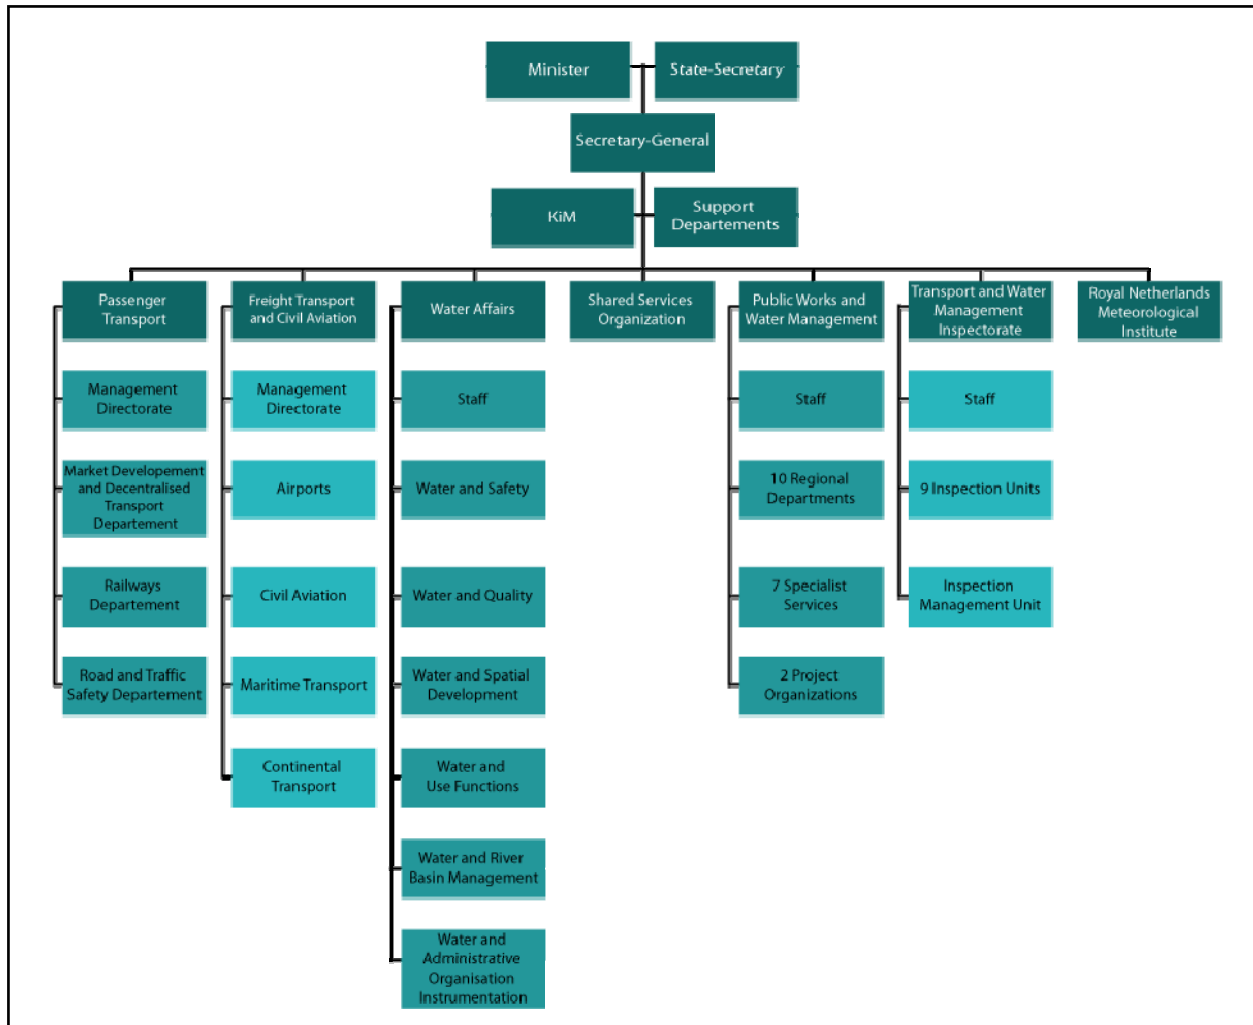 Minister
State-Secretary
Secretary-General
KiM
Support
Departements
Passenger
Transport
Management
Directorate
Market Developement
and Decentralised
Transport
Departement
Railways
Departement
Road and Traffic
Safety Departement
Freight Transport
and Civil Aviation
Management
Directorate
Airports
Civil Aviation
Maritime Transport
Continental
Transport
Water Affairs
Staff
Water and Safety
Water and Quality
Water and Spatial
Development
Water and
Use Functions
Water and River
Basin Management
Water and
Administrative
Organisation
Instrumentation
Shared Services
Organization
Public Works and
Water Management
Staff
10 Regional
Departments
7 Specialist
Services
2 Project
Organizations
Transport and Water
Management
Inspectorate
Staff
9 Inspection Units
Inspection
Management Unit
Royal Netherlands
Meteorological
Institute